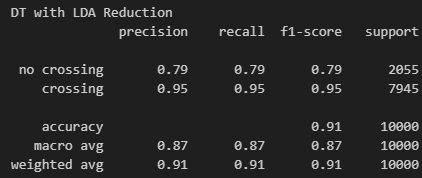 DT with LDA Reduction
precision recall f1-score support
no crossing 0.79 0.79 0.79 2055
crossing 0.95 0.95 0.95 7945
accuracy 0.91 10000
macro avg 0.87 0.87 0.87 10000
weighted avg 0.91 0.91 0.91 10000